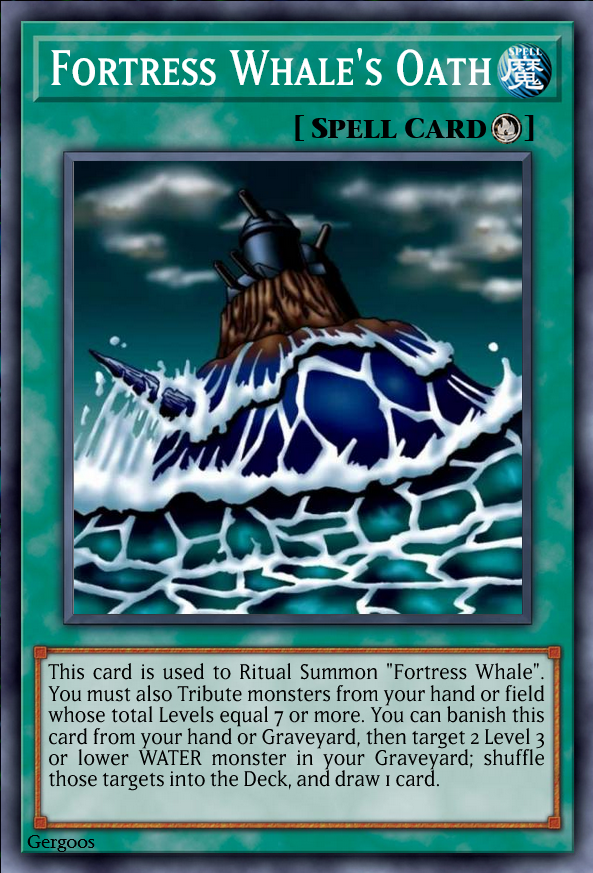 Fortress Whale's Oath
SPELL
魔
[ Spell Card ]
This card is used to Ritual Summon "Fortress Whale".
You must also Tribute monsters from your hand or field
whose total Levels equal 7 or more. You can banish this
card from your hand or Graveyard, then target 2 Level 3
or lower WATER monster in your Graveyard; shuffle
those targets into the Deck, and draw 1 card.
Gergoos